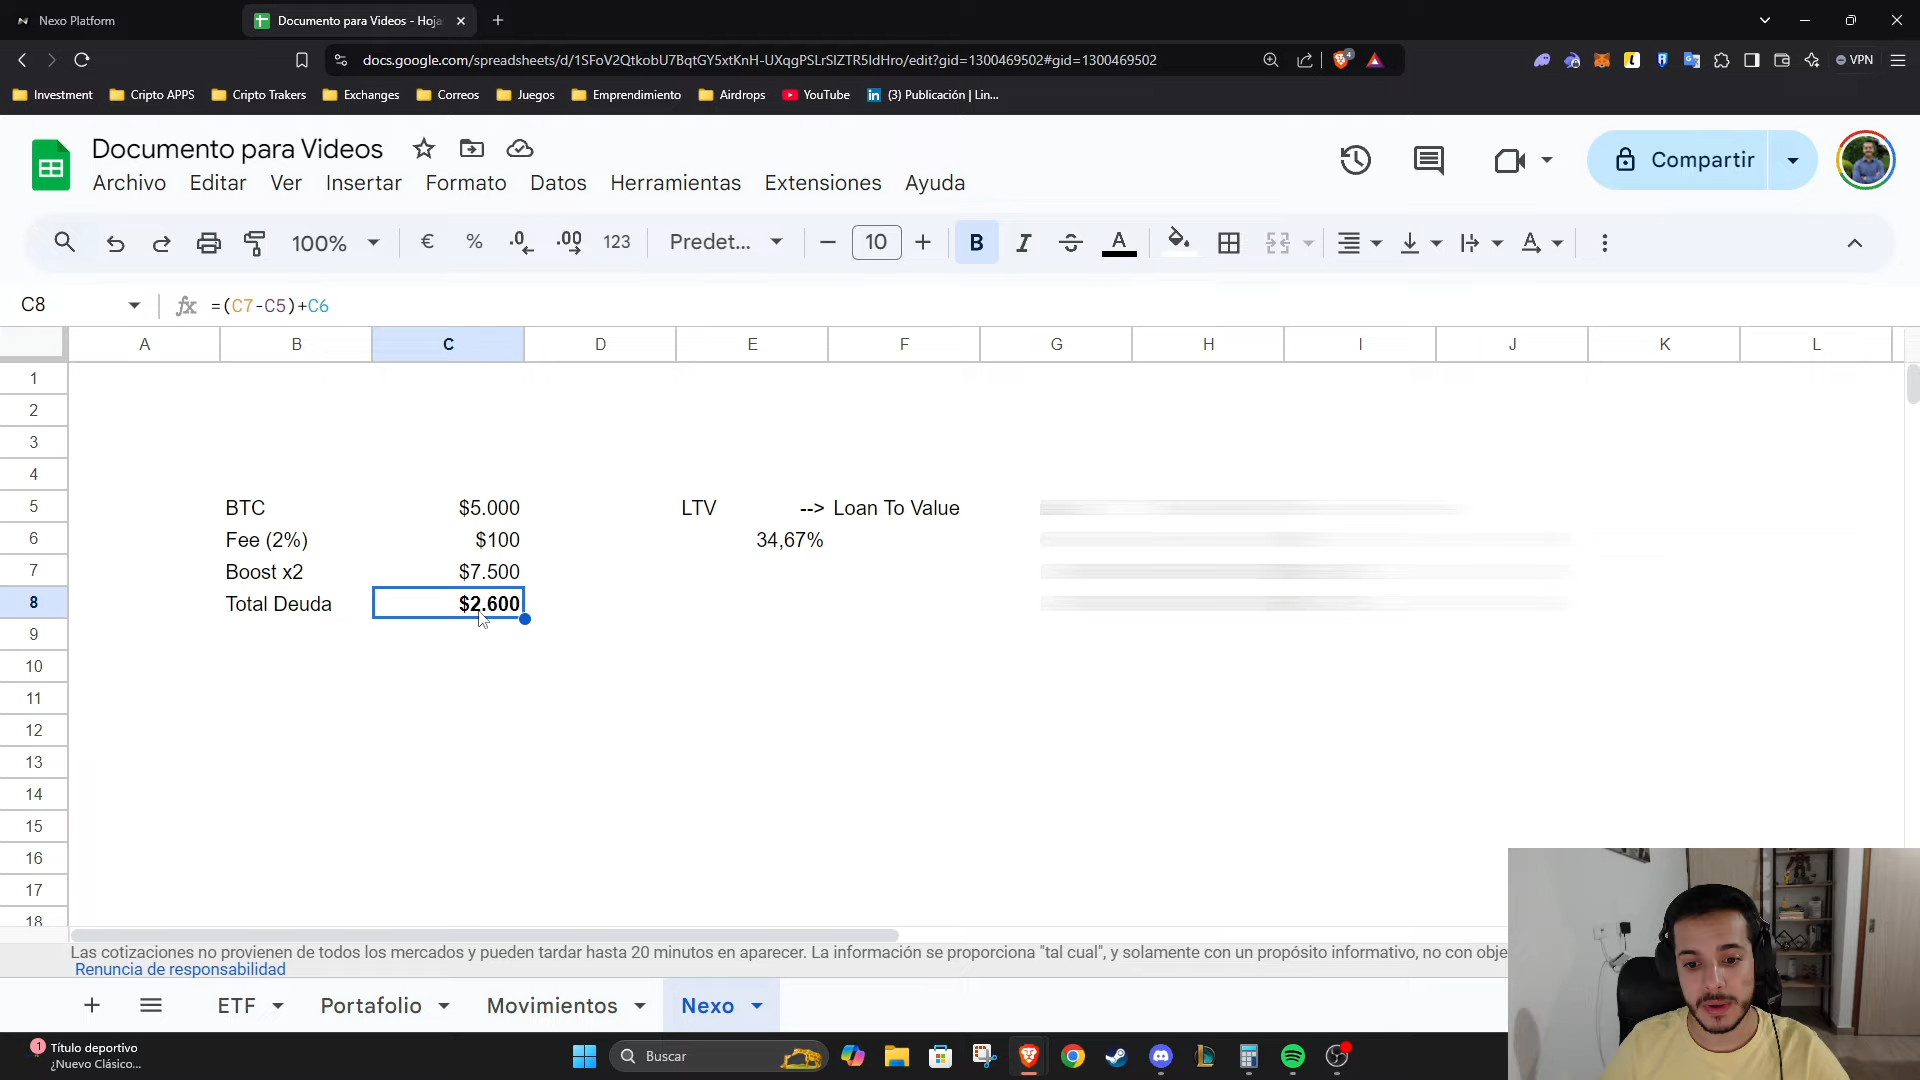 Nexo Platform
Documento para Videos - Hoja
docs.google.com/spreadsheets/d/1SFoV2QtkobU7BqtGY5xtKnH-UXqgPSLrSlZTR5IdHro/edit?gid=1300469502#gid=1300469502
4
VPN
Investment
Cripto APPS
Cripto Trakers
Exchanges
Correos
Juegos
Emprendimiento
Airdrops
YouTube
(3) Publicación | Lin...
Documento para Videos
Compartir
Archivo Editar Ver Insertar Formato Datos Herramientas Extensiones Ayuda
100% € % .0 .00 123 Predet... 10 B I A
C8 fx =(C7-C5)+C6
A B C D E F G H I J K L
1
2
3
4
5 BTC $5.000 LTV --> Loan To Value
6 Fee (2%) $100 34,67%
7 Boost x2 $7.500
8 Total Deuda $2.600
9
10
11
12
13
14
15
16
17
18
Las cotizaciones no provienen de todos los mercados y pueden tardar hasta 20 minutos en aparecer. La información se proporciona "tal cual", y solamente con un propósito informativo, no con obje
Renuncia de responsabilidad
ETF Portafolio Movimientos Nexo
1 Título deportivo
¿Nuevo Clásico...
Buscar